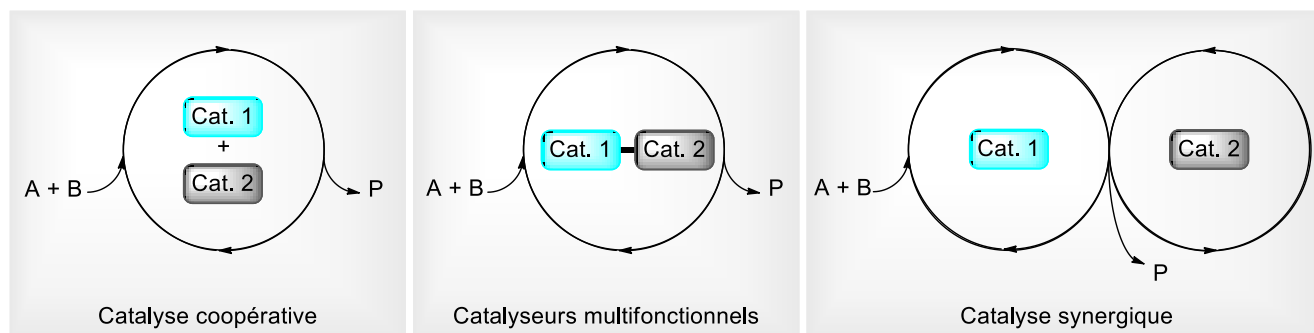 Cat. 1
+
Cat. 2
A + B
P
Catalyse coopérative
Cat. 1
Cat. 2
A + B
P
Catalyseurs multifonctionnels
Cat. 1
Cat. 2
A + B
P
Catalyse synergique